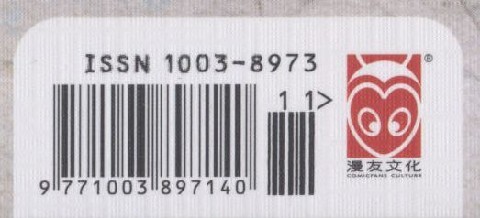 ISSN 1003-8973
1 1>
®
漫友文化
COMICFANS CULTURE
9 771003 897140